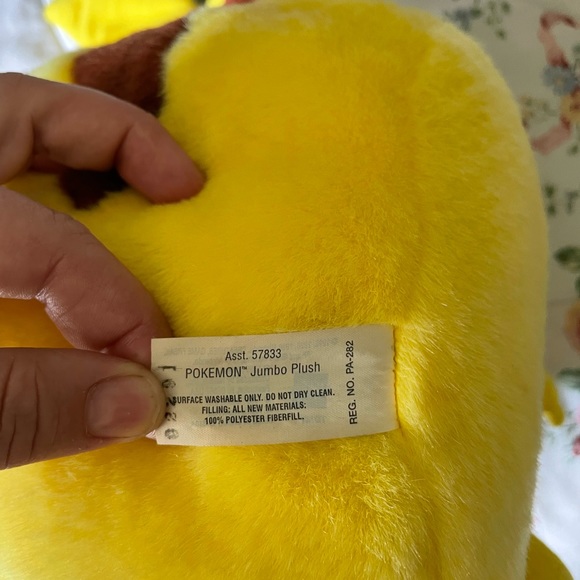 Asst. 57833
POKEMON™ Jumbo Plush
SURFACE WASHABLE ONLY. DO NOT DRY CLEAN.
FILLING: ALL NEW MATERIALS:
100% POLYESTER FIBERFILL.
REG. NO. PA-282